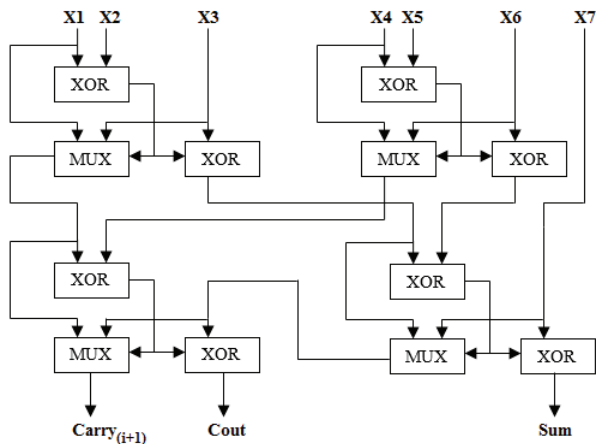 X1 X2 X3 X4 X5 X6 X7
XOR XOR
MUX XOR MUX XOR
XOR XOR
MUX XOR MUX XOR
Carry(i+1) Cout Sum